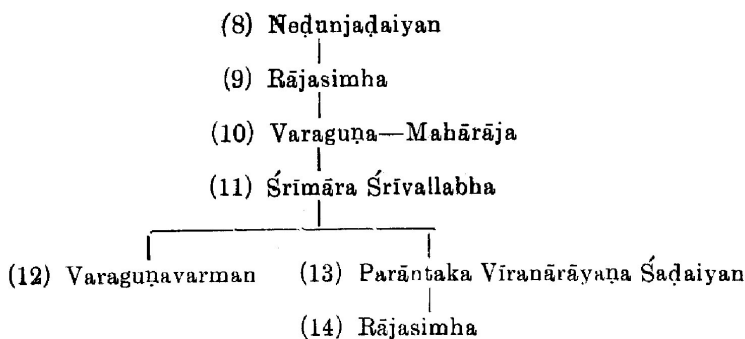 (8) Neḍunjaḍaiyan
(9) Rājasimha
(10) Varaguṇa—Mahārāja
(11) Śrīmāra Śrīvallabha
(12) Varaguṇavarman (13) Parāntaka Vīranārāyaṇa Śaḍaiyan
(14) Rājasimha